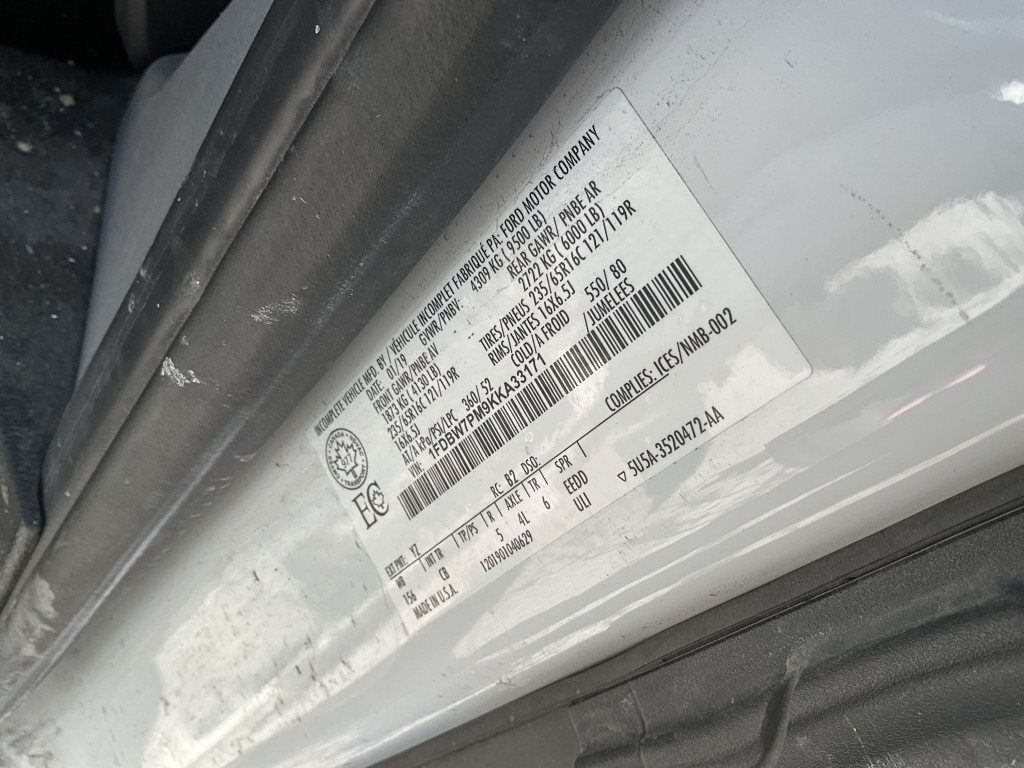 INCOMPLETE VEHICLE MFD. BY / VÉHICULE INCOMPLET FABRIQUÉ PAR FORD MOTOR COMPANY
DATE: 01/19 GVWR/PNBV: 4309 KG ( 9500 LB)
FRONT GAWR/PNBE AV REAR GAWR/ PNBE AR
1873 KG( 4130 LB) 2722 KG( 6000 LB)
235/65R16C 121/119R TIRES/PNEUS 235/65R16C 121/119R
16X6.5J RIMS/JANTES 16X6.5J
AT/A kPa/PSI/LPC 360/ 52 COLD/A FROID 550/ 80
VIN: 1FDBW7PM9KKA33171 /JUMELEES
EC
COMPLIES: ICES/NMB-002
EXT PNT: YZ RC: B2 DSO:
WB INT TR TP/PS R AXLE TR SPR
156 CB 5 4L 6 EEDD
MADE IN U.S.A. 1201901040629 ULI
▽ 5U5A-3520472-AA